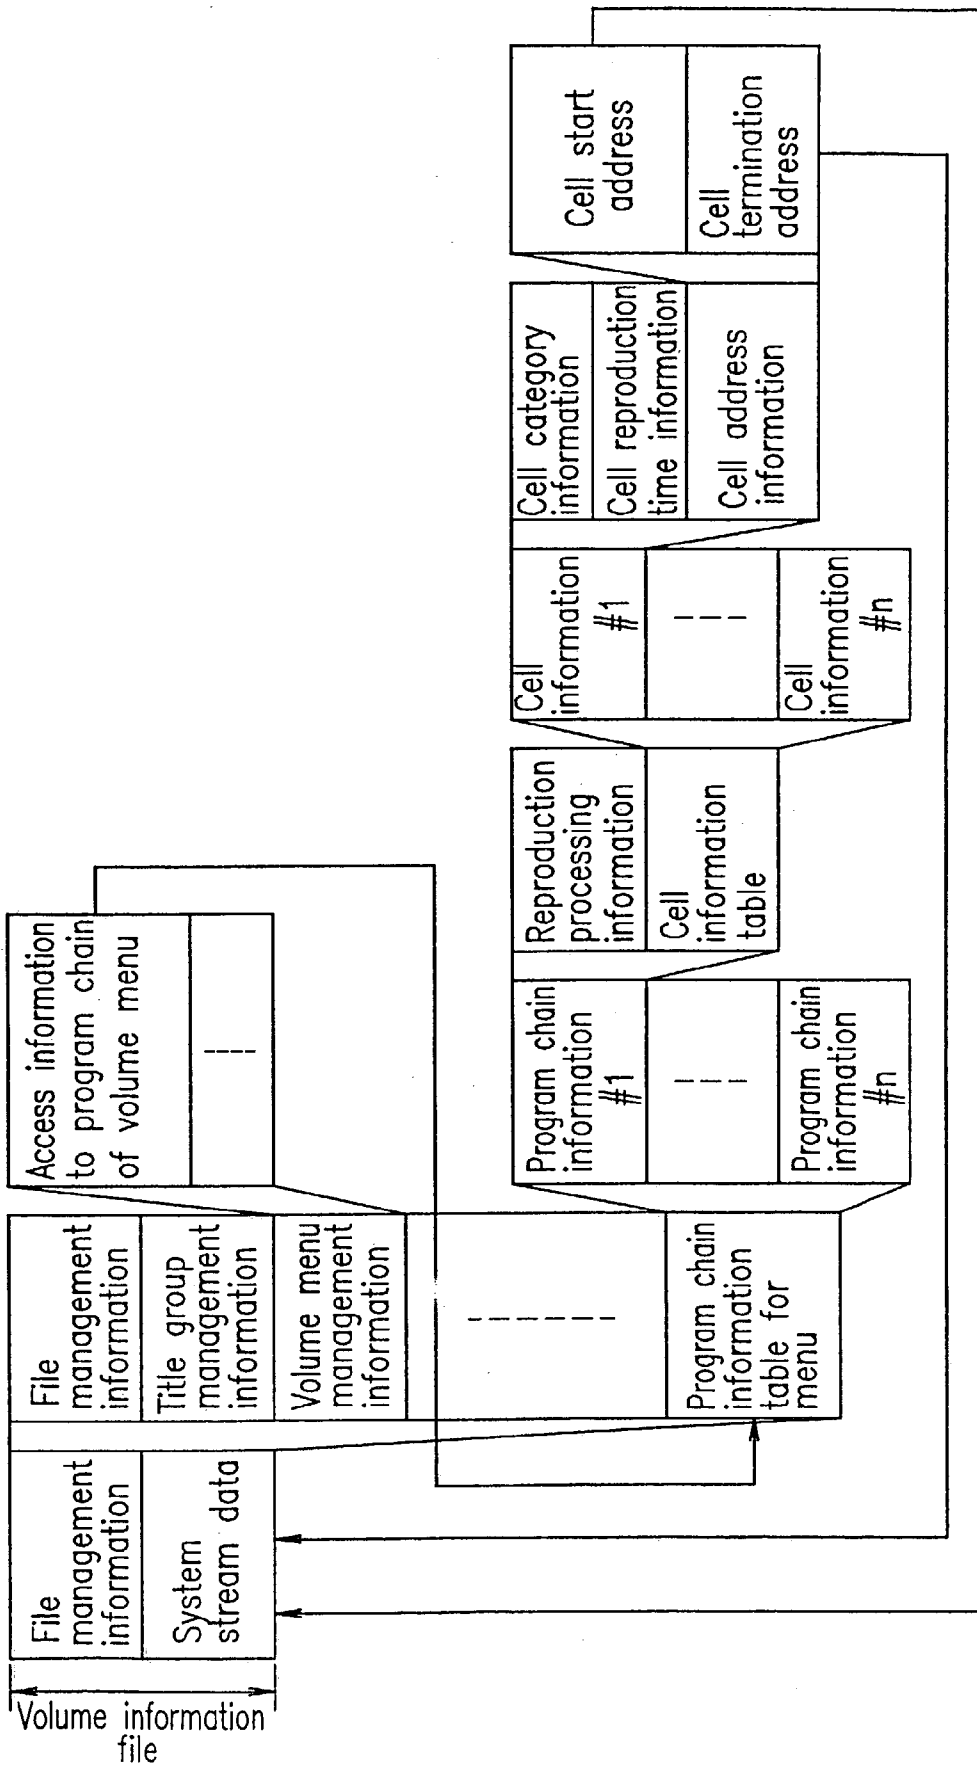 Volume information
file
File
management
information
System
stream data
File
management
information
Title group
management
information
Volume menu
management
information
Program chain
information
table for
menu
Access information
to program chain
of volume menu
Program chain
information
#1
Program chain
information
#n
Reproduction
processing
information
Cell
information
table
Cell
information
#1
Cell
information
#n
Cell category
information
Cell reproduction
time information
Cell address
information
Cell start
address
Cell
termination
address